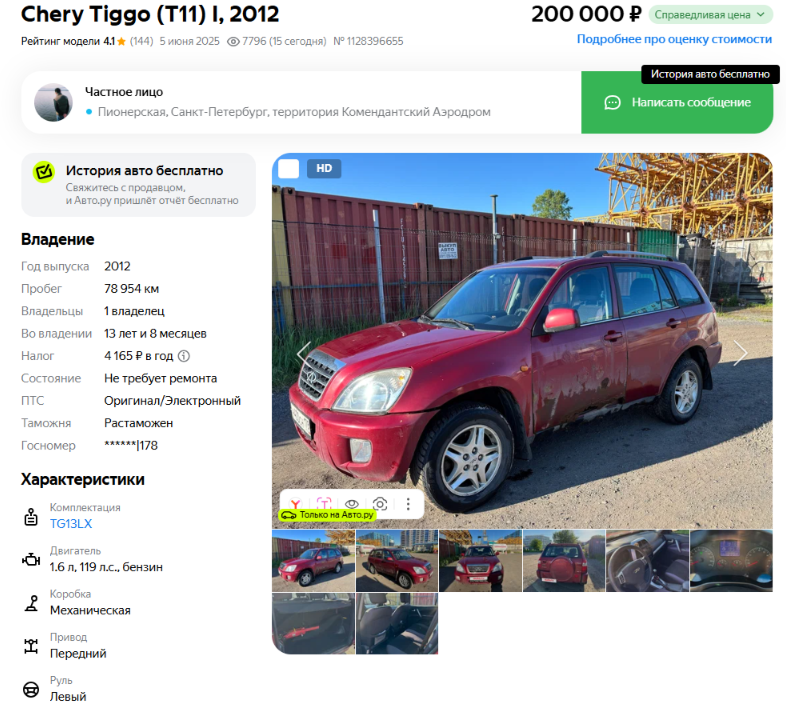 Chery Tiggo (T11) I, 2012
200 000 ₽ Справедливая цена
Рейтинг модели 4.1 (144) 5 июня 2025 7796 (15 сегодня) № 1128396655
Подробнее про оценку стоимости
История авто бесплатно
Частное лицо
Пионерская, Санкт-Петербург, территория Комендантский Аэродром
Написать сообщение
История авто бесплатно
Свяжитесь с продавцом,
и Авто.ру пришлёт отчёт бесплатно
HD
Владение
Год выпуска 2012
Пробег 78 954 км
Владельцы 1 владелец
Во владении 13 лет и 8 месяцев
Налог 4 165 ₽ в год
Состояние Не требует ремонта
ПТС Оригинал/Электронный
Таможня Растаможен
Госномер ******|178
Характеристики
Комплектация
TG13LX
Двигатель
1.6 л, 119 л.с., бензин
Коробка
Механическая
Привод
Передний
Руль
Левый
ВЫКУП
АВТО
Только на Авто.ру